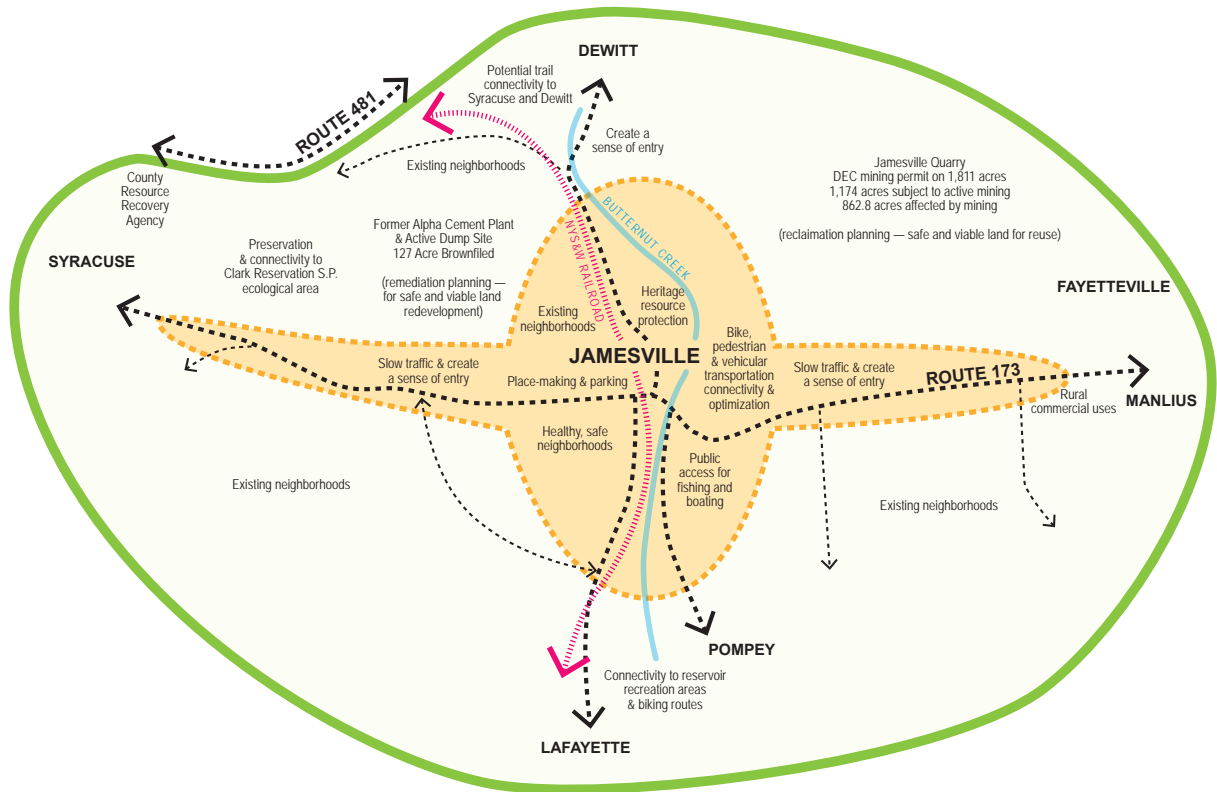 DEWITT
Potential trail
connectivity to
Syracuse and Dewitt
ROUTE 481
Create a
sense of entry
Existing neighborhoods
County
Resource
Recovery
Agency
Jamesville Quarry
DEC mining permit on 1,811 acres
1,174 acres subject to active mining
862.8 acres affected by mining
(reclaimation planning — safe and viable land for reuse)
Former Alpha Cement Plant
& Active Dump Site
127 Acre Brownfiled
(remediation planning —
for safe and viable land
redevelopment)
Preservation
& connectivity to
Clark Reservation S.P.
ecological area
SYRACUSE
BUTTERNUT CREEK
NYS&W RAILROAD
FAYETTEVILLE
Heritage
resource
protection
Existing
neighborhoods
JAMESVILLE
Bike,
pedestrian
& vehicular
transportation
connectivity &
optimization
Slow traffic & create
a sense of entry
Place-making & parking
Slow traffic & create
a sense of entry
ROUTE 173
Rural
commercial uses
MANLIUS
Healthy, safe
neighborhoods
Public
access for
fishing and
boating
Existing neighborhoods
Existing neighborhoods
POMPEY
Connectivity to reservoir
recreation areas
& biking routes
LAFAYETTE